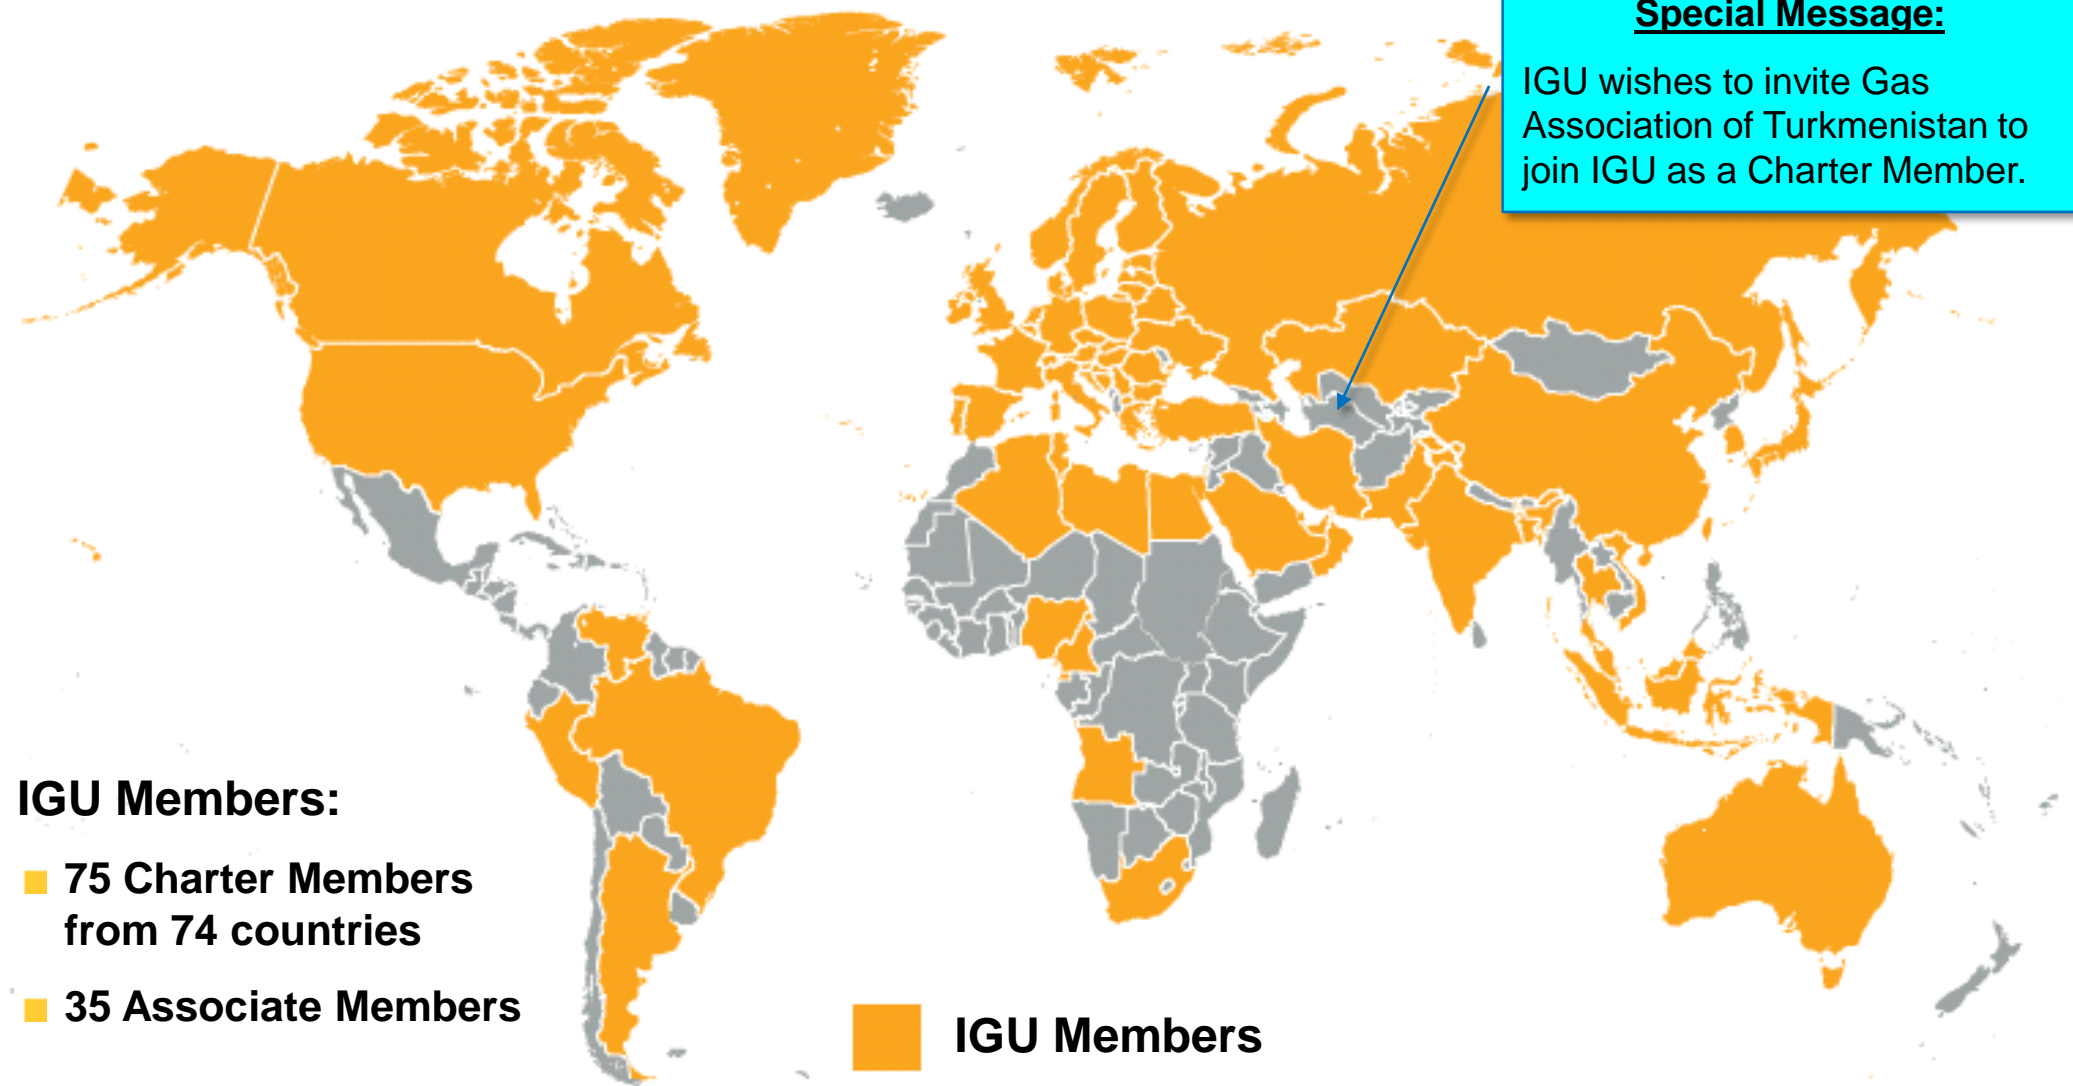 Special Message:
IGU wishes to invite Gas
Association of Turkmenistan to
join IGU as a Charter Member.
IGU Members:
75 Charter Members
from 74 countries
35 Associate Members
IGU Members